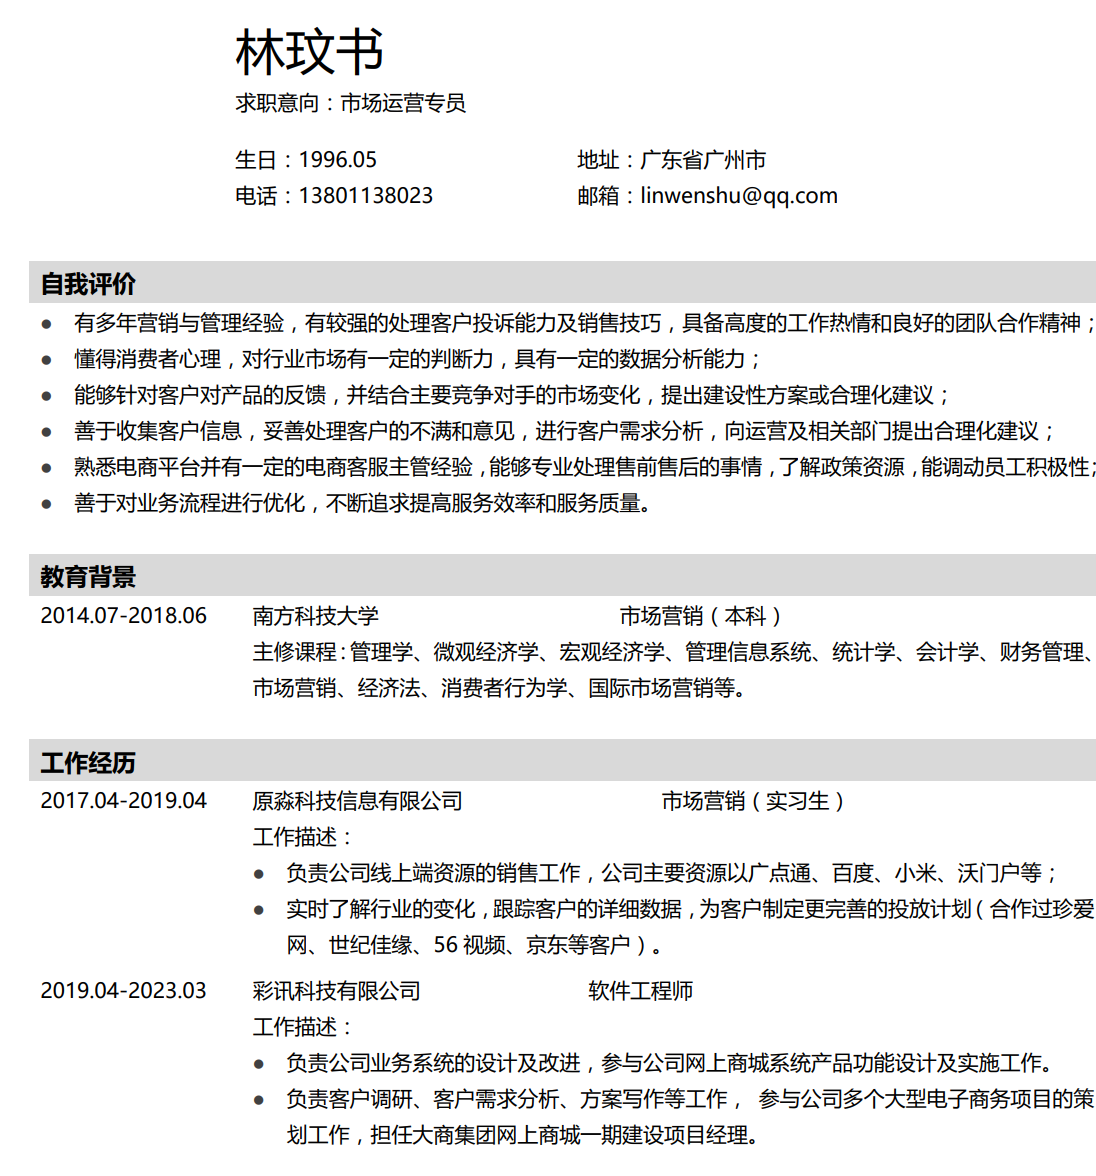 林玟书
求职意向：市场运营专员
生日：1996.05 地址：广东省广州市
电话：13801138023 邮箱：linwenshu@qq.com
自我评价
● 有多年营销与管理经验，有较强的处理客户投诉能力及销售技巧，具备高度的工作热情和良好的团队合作精神；
● 懂得消费者心理，对行业市场有一定的判断力，具有一定的数据分析能力；
● 能够针对客户对产品的反馈，并结合主要竞争对手的市场变化，提出建设性方案或合理化建议；
● 善于收集客户信息，妥善处理客户的不满和意见，进行客户需求分析，向运营及相关部门提出合理化建议；
● 熟悉电商平台并有一定的电商客服主管经验，能够专业处理售前售后的事情，了解政策资源，能调动员工积极性；
● 善于对业务流程进行优化，不断追求提高服务效率和服务质量。
教育背景
2014.07-2018.06 南方科技大学 市场营销（本科）
主修课程：管理学、微观经济学、宏观经济学、管理信息系统、统计学、会计学、财务管理、
市场营销、经济法、消费者行为学、国际市场营销等。
工作经历
2017.04-2019.04 原淼科技信息有限公司 市场营销（实习生）
工作描述：
● 负责公司线上端资源的销售工作，公司主要资源以广点通、百度、小米、沃门户等；
● 实时了解行业的变化，跟踪客户的详细数据，为客户制定更完善的投放计划（合作过珍爱
网、世纪佳缘、56 视频、京东等客户）。
2019.04-2023.03 彩讯科技有限公司 软件工程师
工作描述：
● 负责公司业务系统的设计及改进，参与公司网上商城系统产品功能设计及实施工作。
● 负责客户调研、客户需求分析、方案写作等工作， 参与公司多个大型电子商务项目的策
划工作，担任大商集团网上商城一期建设项目经理。